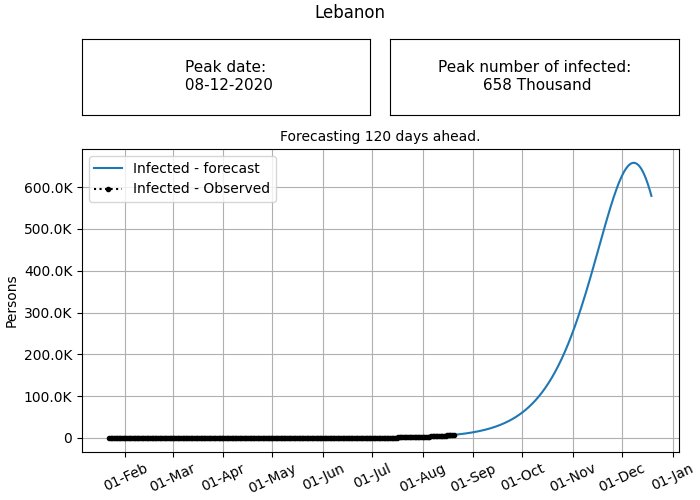 Lebanon
Peak date:
08-12-2020
Peak number of infected:
658 Thousand
Forecasting 120 days ahead.
Infected - forecast
Infected - Observed
600.0K
500.0K
400.0K
300.0K
200.0K
100.0K
0
Persons
01-Feb
01-Mar
01-Apr
01-May
01-Jun
01-Jul
01-Aug
01-Sep
01-Oct
01-Nov
01-Dec
01-Jan